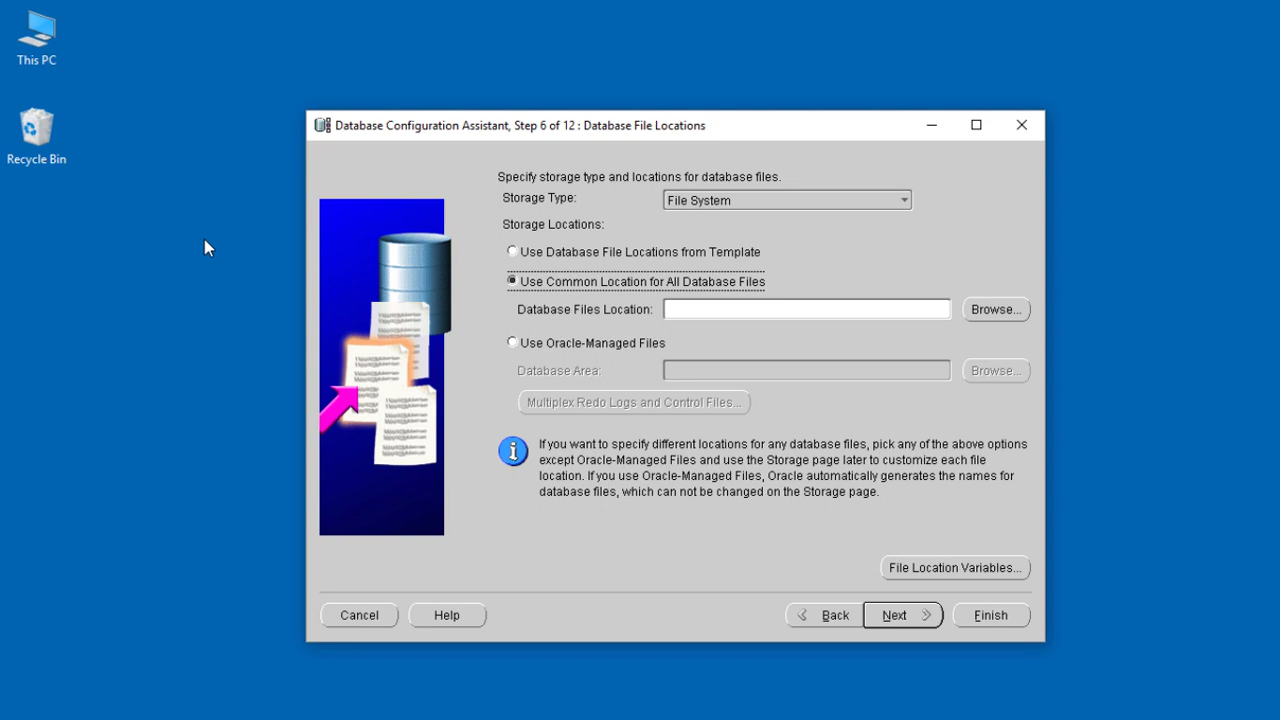 This PC
Recycle Bin
Database Configuration Assistant, Step 6 of 12 : Database File Locations
Specify storage type and locations for database files.
Storage Type:
File System
Storage Locations:
Use Database File Locations from Template
Use Common Location for All Database Files
Database Files Location:
Browse...
Use Oracle-Managed Files
Database Area:
Browse...
Multiplex Redo Logs and Control Files...
If you want to specify different locations for any database files, pick any of the above options
except Oracle-Managed Files and use the Storage page later to customize each file
location. If you use Oracle-Managed Files, Oracle automatically generates the names for
database files, which can not be changed on the Storage page.
File Location Variables...
Cancel
Help
Back
Next
Finish